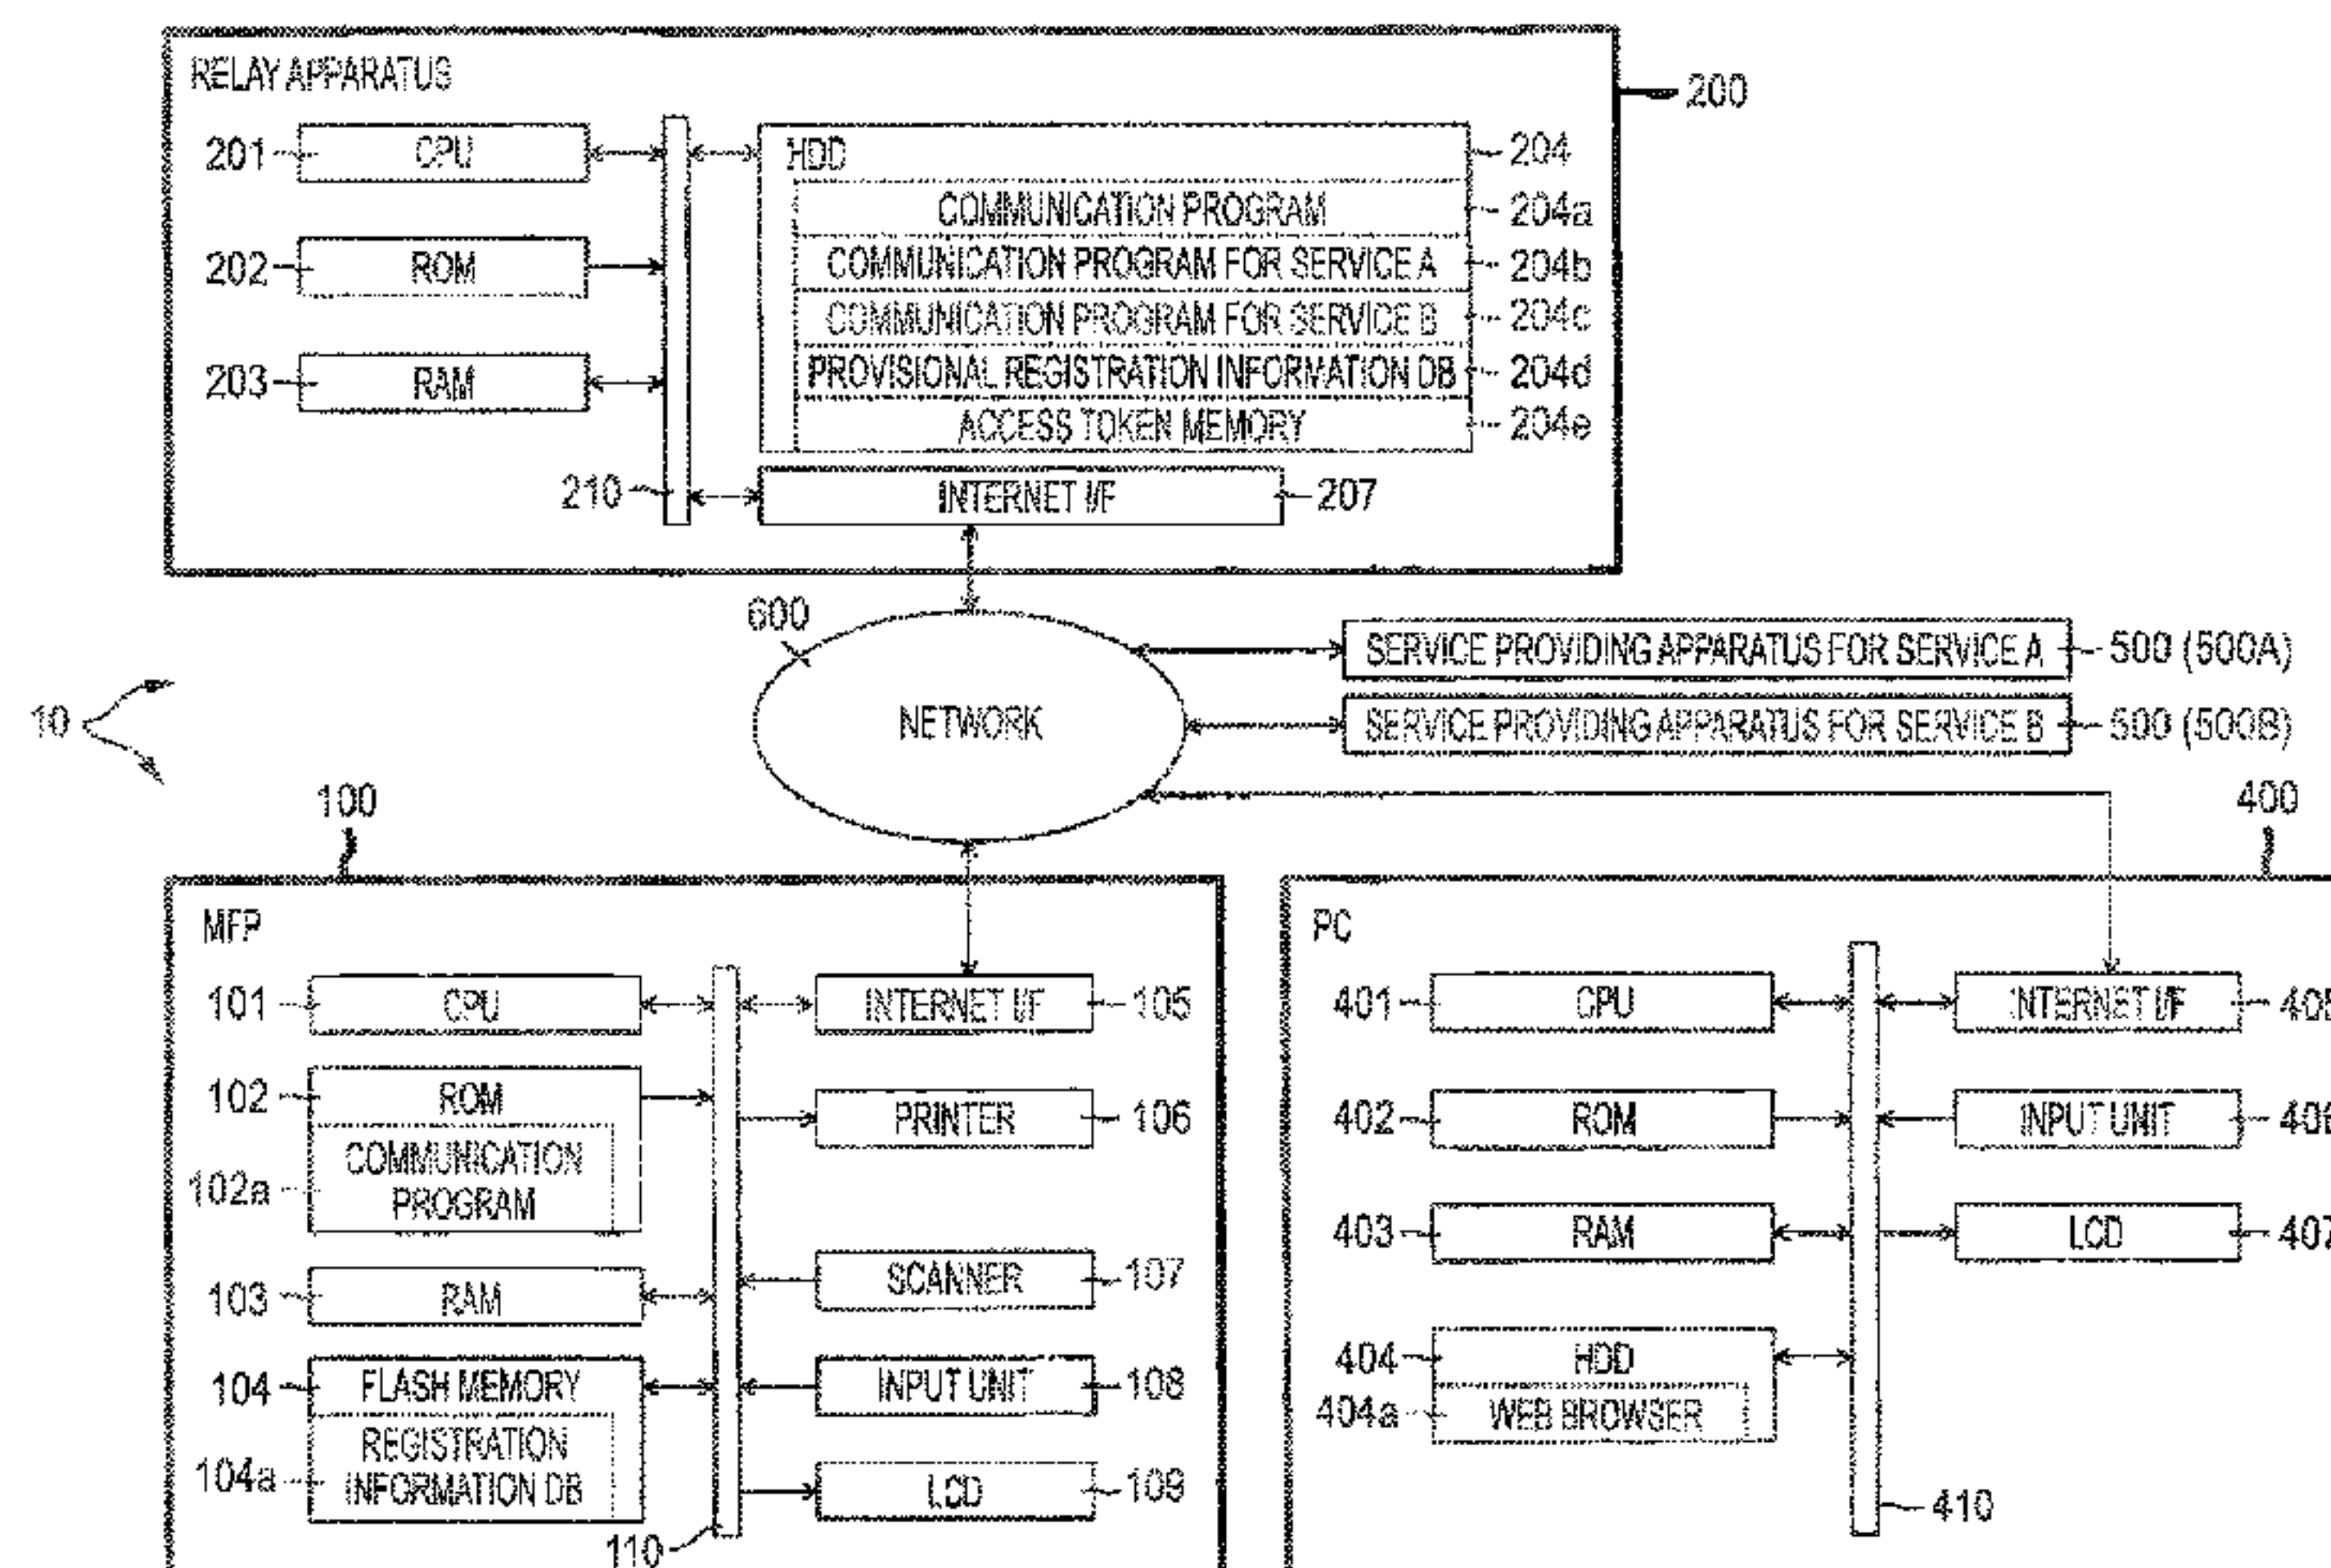 RELAY APPARATUS
200
201
CPU
HDD
204
COMMUNICATION PROGRAM
204a
202
ROM
COMMUNICATION PROGRAM FOR SERVICE A
204b
COMMUNICATION PROGRAM FOR SERVICE B
204c
203
RAM
PROVISIONAL REGISTRATION INFORMATION DB
204d
ACCESS TOKEN MEMORY
204e
210
INTERNET I/F
207
600
NETWORK
SERVICE PROVIDING APPARATUS FOR SERVICE A
500 (500A)
SERVICE PROVIDING APPARATUS FOR SERVICE B
500 (500B)
10
100
MFP
101
CPU
INTERNET I/F
105
102
ROM
PRINTER
106
102a
COMMUNICATION
PROGRAM
103
RAM
SCANNER
107
104
FLASH MEMORY
INPUT UNIT
108
104a
REGISTRATION
INFORMATION DB
LCD
109
110
400
PC
401
CPU
INTERNET I/F
405
402
ROM
INPUT UNIT
406
403
RAM
LCD
407
404
HDD
404a
WEB BROWSER
410